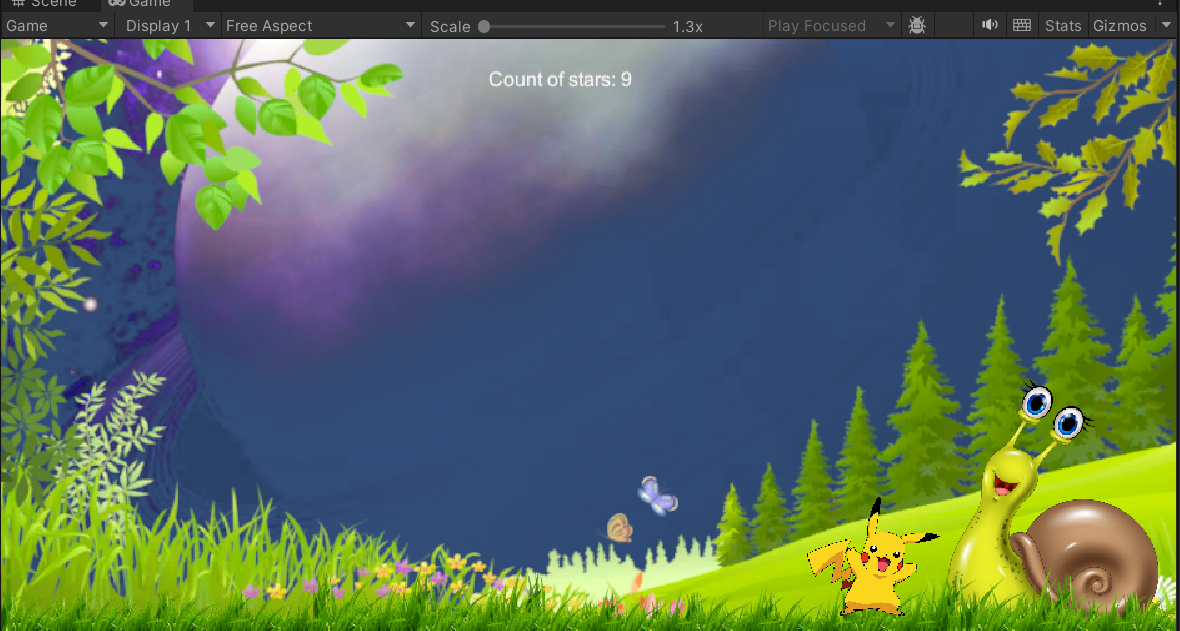 Scene Game
Game Display 1 Free Aspect Scale 1.3x Play Focused Stats Gizmos
Count of stars: 9